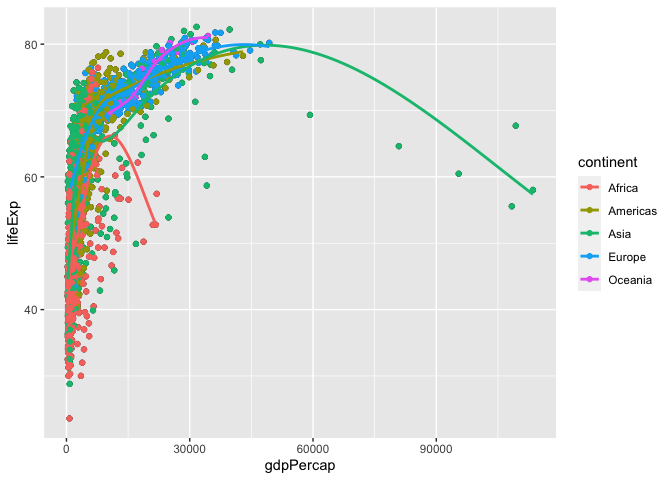 80
60
40
lifeExp
0
30000
60000
90000
gdpPercap
continent
Africa
Americas
Asia
Europe
Oceania